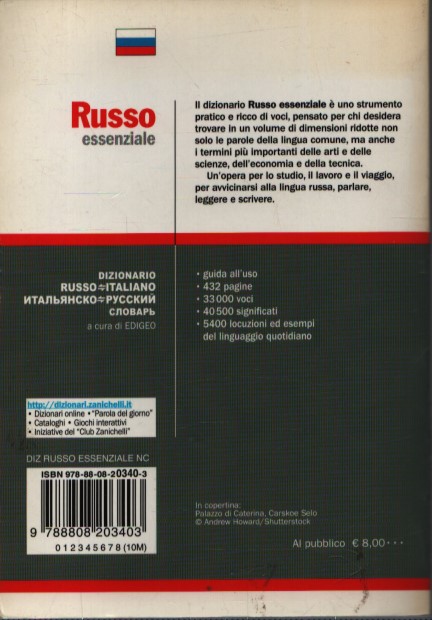 Russo
essenziale
Il dizionario Russo essenziale è uno strumento
pratico e ricco di voci, pensato per chi desidera
trovare in un volume di dimensioni ridotte non
solo le parole della lingua comune, ma anche
i termini più importanti delle arti e delle
scienze, dell'economia e della tecnica.
Un'opera per lo studio, il lavoro e il viaggio,
per avvicinarsi alla lingua russa, parlare,
leggere e scrivere.
DIZIONARIO
RUSSO⇋ITALIANO
ИТАЛЬЯНСКО⇋РУССКИЙ
СЛОВАРЬ
a cura di EDIGEO
• guida all'uso
• 432 pagine
• 33 000 voci
• 40 500 significati
• 5400 locuzioni ed esempi
del linguaggio quotidiano
http://dizionari.zanichelli.it
• Dizionari online • "Parola del giorno"
• Cataloghi • Giochi interattivi
• Iniziative del "Club Zanichelli"
DIZ RUSSO ESSENZIALE NC
ISBN 978-88-08-20340-3
9 788808 203403
0 1 2 3 4 5 6 7 8 (10M)
In copertina:
Palazzo di Caterina, Carskoe Selo
© Andrew Howard/Shutterstock
Al pubblico € 8,00•••